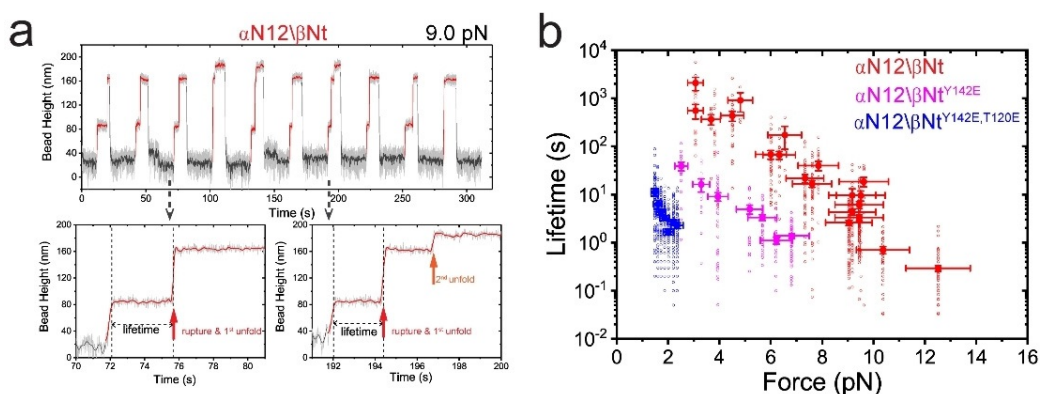 a
αN12\βNt
9.0 pN
Bead Height (nm)
200
160
120
80
40
0
0 50 100 150 200 250 300
Time (s)
Bead Height (nm)
200
160
120
80
40
0
lifetime
rupture & 1st unfold
70 72 74 76 78 80
Time (s)
Bead Height (nm)
200
160
120
80
40
0
2nd unfold
lifetime
rupture & 1st unfold
192 194 196 198 200
Time (s)
b
αN12\βNt
αN12\βNtY142E
αN12\βNtY142E,T120E
Lifetime (s)
104
103
102
101
100
10-1
10-2
0 2 4 6 8 10 12 14 16
Force (pN)